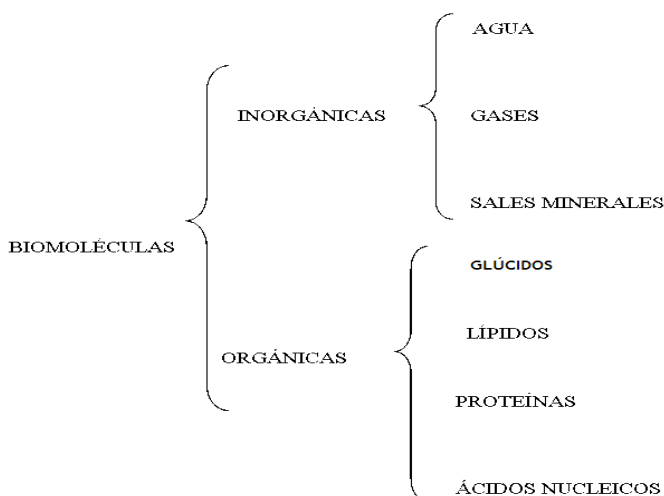 BIOMOLÉCULAS
INORGÁNICAS
AGUA
GASES
SALES MINERALES
ORGÁNICAS
GLÚCIDOS
LÍPIDOS
PROTEÍNAS
ÁCIDOS NUCLEICOS